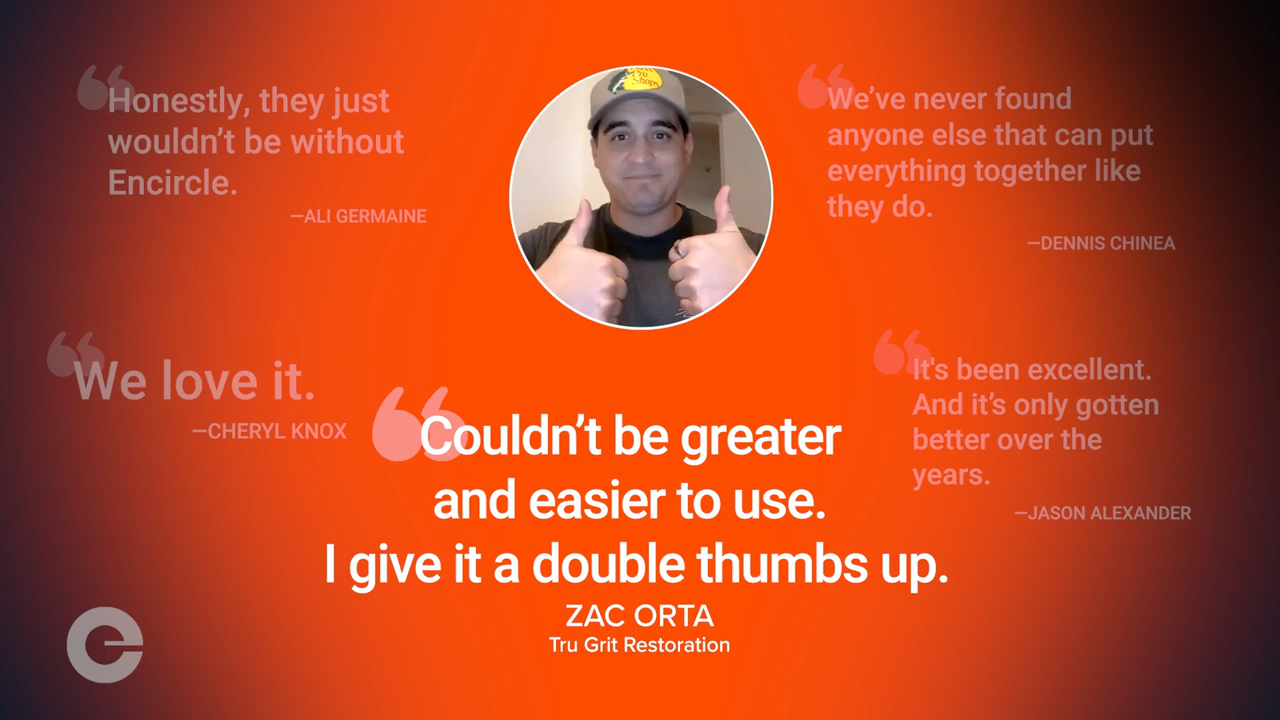 Pro
Shops
Honestly, they just
wouldn't be without
Encircle.
—ALI GERMAINE
We've never found
anyone else that can put
everything together like
they do.
—DENNIS CHINEA
We love it.
—CHERYL KNOX
It's been excellent.
And it's only gotten
better over the
years.
—JASON ALEXANDER
Couldn't be greater
and easier to use.
I give it a double thumbs up.
ZAC ORTA
Tru Grit Restoration
e